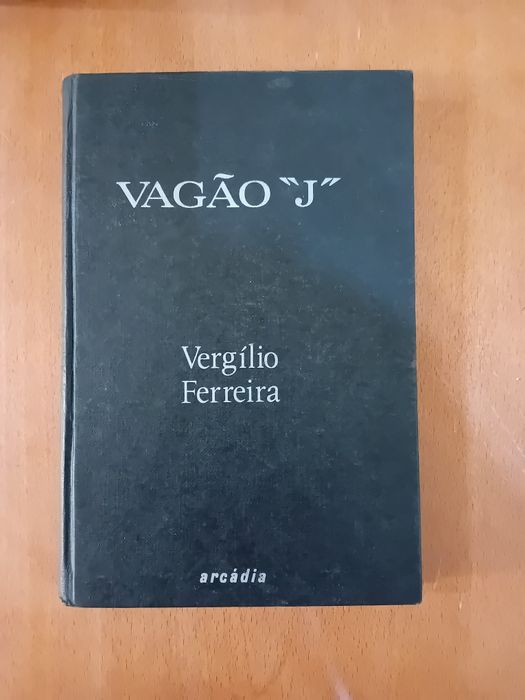 VAGÃO "J"
Vergílio
Ferreira
arcádia